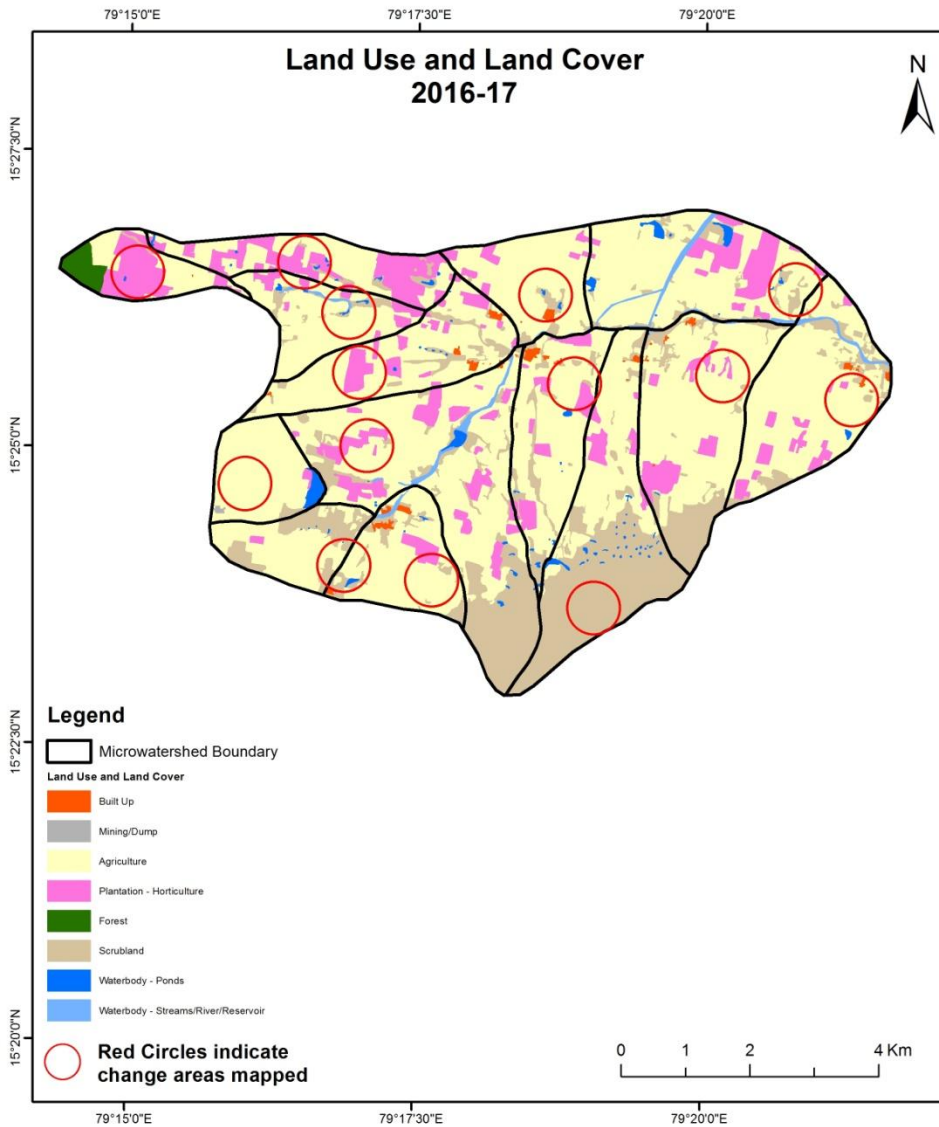 79°15'0"E 79°17'30"E 79°20'0"E
Land Use and Land Cover
2016-17
N
15°27'30"N
15°25'0"N
15°22'30"N
15°20'0"N
Legend
Microwatershed Boundary
Land Use and Land Cover
Built Up
Mining/Dump
Agriculture
Plantation - Horticulture
Forest
Scrubland
Waterbody - Ponds
Waterbody - Streams/River/Reservoir
Red Circles indicate
change areas mapped
0 1 2 4 Km
79°15'0"E 79°17'30"E 79°20'0"E